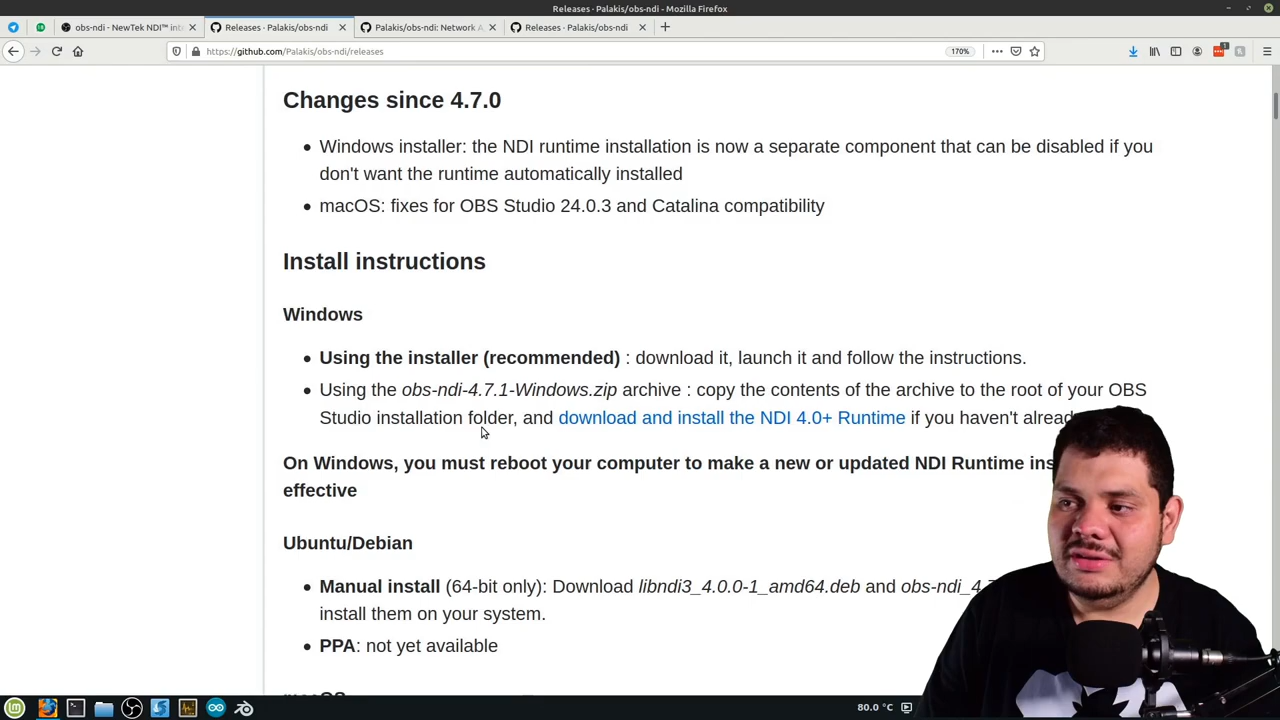 Releases · Palakis/obs-ndi - Mozilla Firefox
obs-ndi - NewTek NDI™ int
Releases · Palakis/obs-ndi
Palakis/obs-ndi: Network A
Releases · Palakis/obs-ndi
https://github.com/Palakis/obs-ndi/releases
170%
Changes since 4.7.0
• Windows installer: the NDI runtime installation is now a separate component that can be disabled if you
don't want the runtime automatically installed
• macOS: fixes for OBS Studio 24.0.3 and Catalina compatibility
Install instructions
Windows
• Using the installer (recommended) : download it, launch it and follow the instructions.
• Using the obs-ndi-4.7.1-Windows.zip archive : copy the contents of the archive to the root of your OBS
Studio installation folder, and download and install the NDI 4.0+ Runtime if you haven't alread
On Windows, you must reboot your computer to make a new or updated NDI Runtime ins
effective
Ubuntu/Debian
• Manual install (64-bit only): Download libndi3_4.0.0-1_amd64.deb and obs-ndi_4.7
install them on your system.
• PPA: not yet available
macOS
80.0 °C